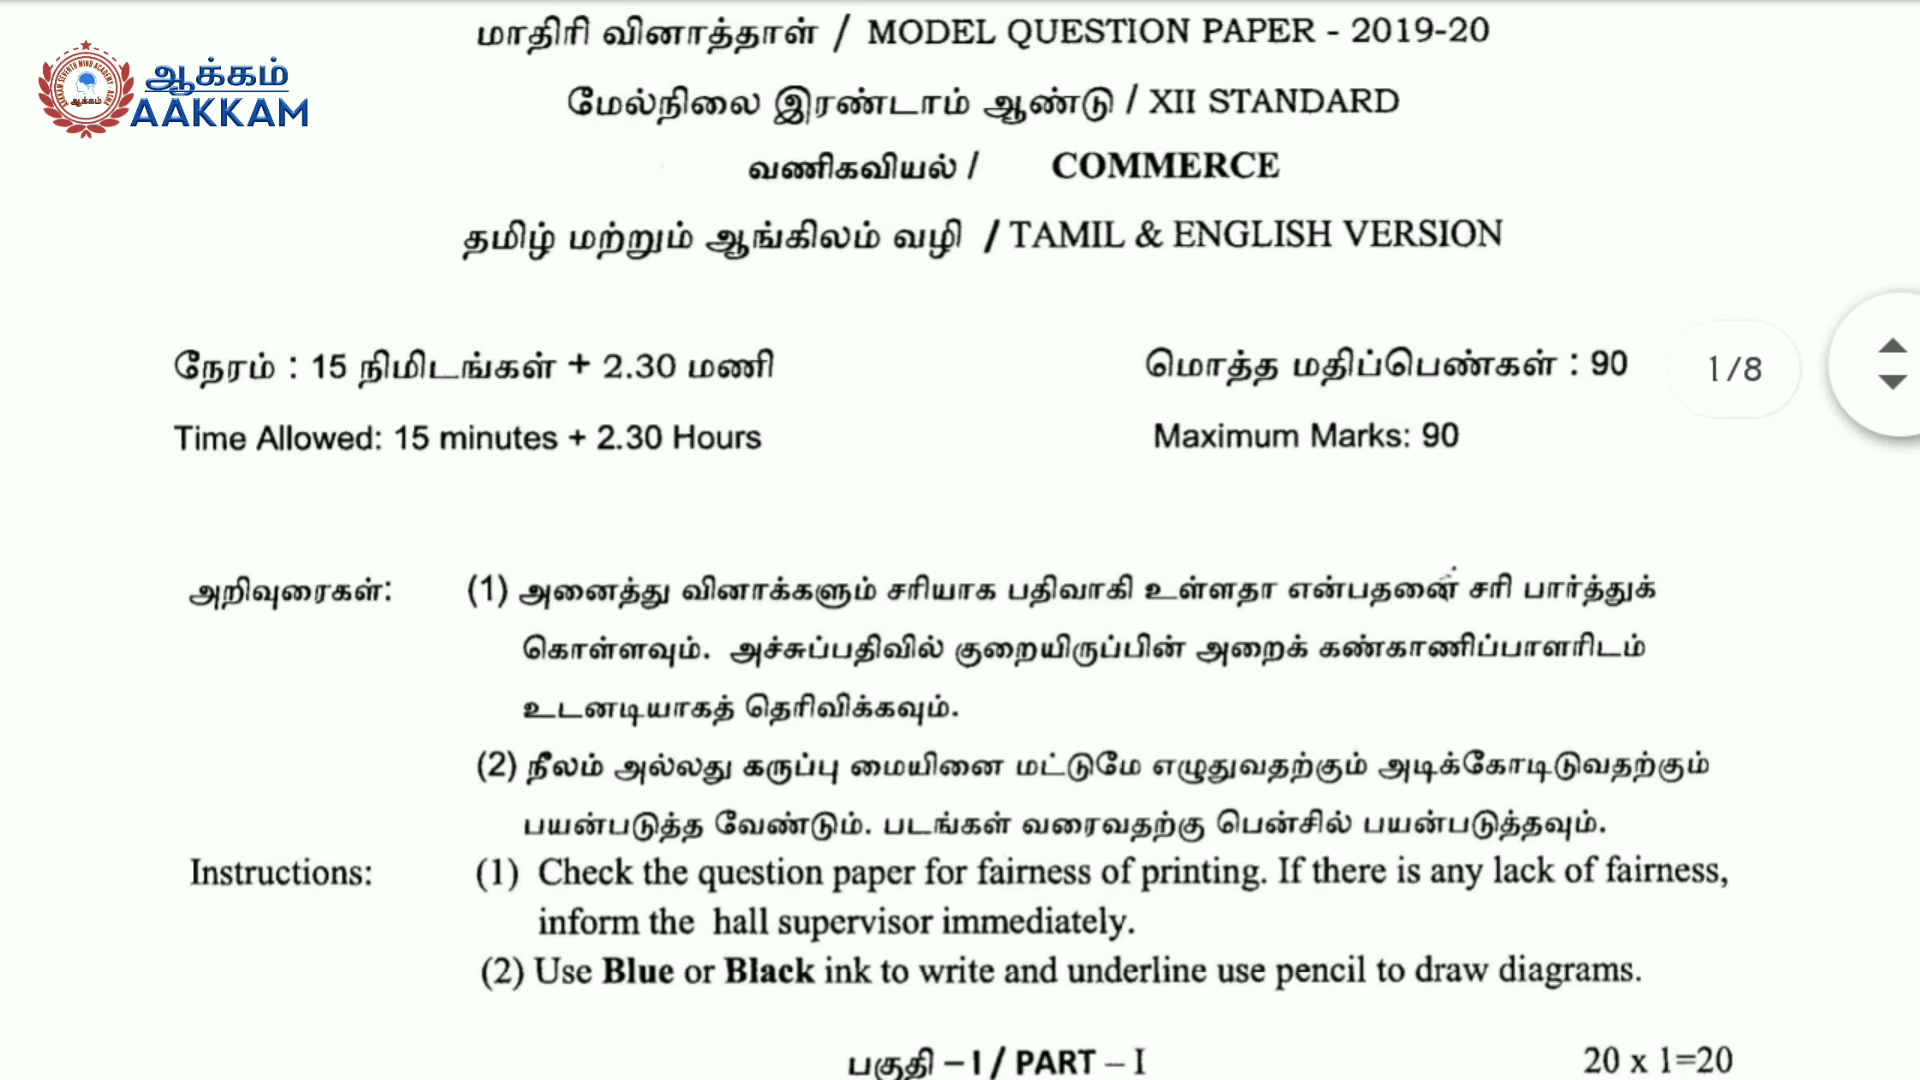 மாதிரி வினாத்தாள் / MODEL QUESTION PAPER - 2019-20
ஆக்கம்
AAKKAM
மேல்நிலை இரண்டாம் ஆண்டு / XII STANDARD
வணிகவியல் / COMMERCE
தமிழ் மற்றும் ஆங்கிலம் வழி / TAMIL & ENGLISH VERSION
நேரம் : 15 நிமிடங்கள் + 2.30 மணி மொத்த மதிப்பெண்கள் : 90
1/8
Time Allowed: 15 minutes + 2.30 Hours Maximum Marks: 90
அறிவுரைகள்: (1) அனைத்து வினாக்களும் சரியாக பதிவாகி உள்ளதா என்பதனை சரி பார்த்துக்
கொள்ளவும். அச்சுப்பதிவில் குறையிருப்பின் அறைக் கண்காணிப்பாளரிடம்
உடனடியாகத் தெரிவிக்கவும்.
(2) நீலம் அல்லது கருப்பு மையினை மட்டுமே எழுதுவதற்கும் அடிக்கோடிடுவதற்கும்
பயன்படுத்த வேண்டும். படங்கள் வரைவதற்கு பென்சில் பயன்படுத்தவும்.
Instructions: (1) Check the question paper for fairness of printing. If there is any lack of fairness,
inform the hall supervisor immediately.
(2) Use Blue or Black ink to write and underline use pencil to draw diagrams.
பகுதி – I / PART – I 20 x 1=20